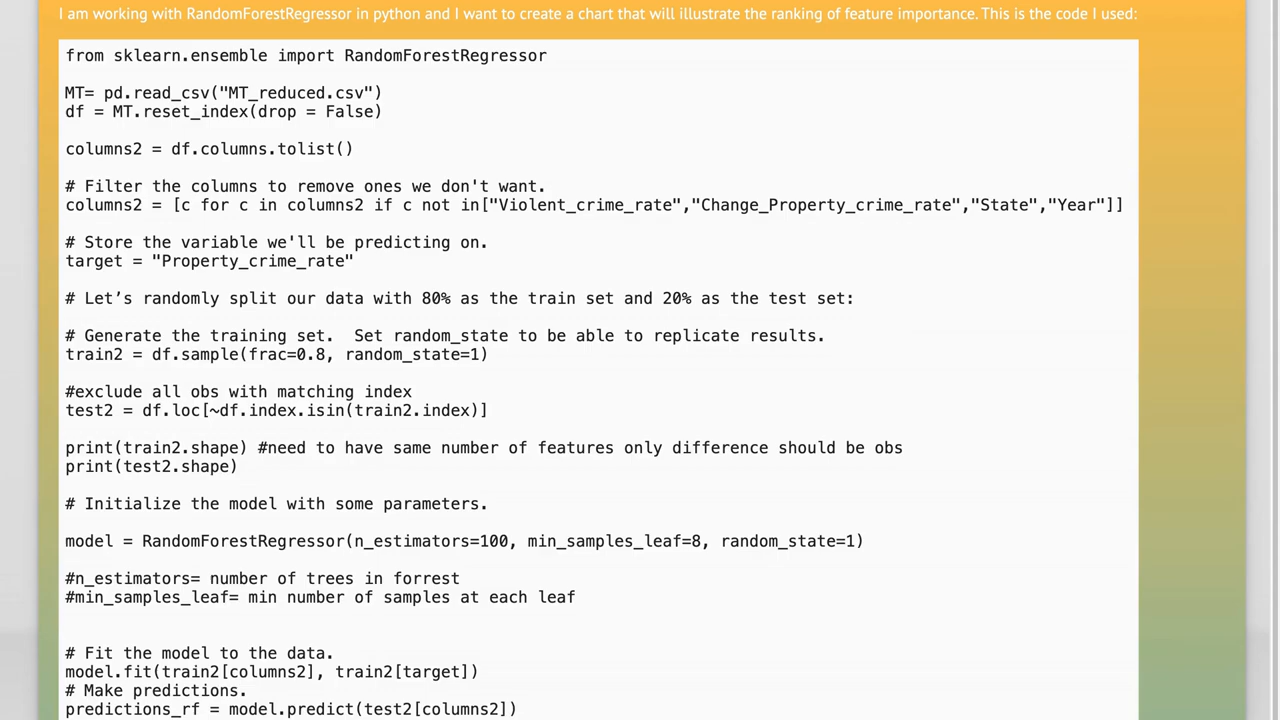 I am working with RandomForestRegressor in python and I want to create a chart that will illustrate the ranking of feature importance. This is the code I used:
from sklearn.ensemble import RandomForestRegressor
MT= pd.read_csv("MT_reduced.csv")
df = MT.reset_index(drop = False)
columns2 = df.columns.tolist()
# Filter the columns to remove ones we don't want.
columns2 = [c for c in columns2 if c not in["Violent_crime_rate","Change_Property_crime_rate","State","Year"]]
# Store the variable we'll be predicting on.
target = "Property_crime_rate"
# Let’s randomly split our data with 80% as the train set and 20% as the test set:
# Generate the training set.  Set random_state to be able to replicate results.
train2 = df.sample(frac=0.8, random_state=1)
#exclude all obs with matching index
test2 = df.loc[~df.index.isin(train2.index)]
print(train2.shape) #need to have same number of features only difference should be obs
print(test2.shape)
# Initialize the model with some parameters.
model = RandomForestRegressor(n_estimators=100, min_samples_leaf=8, random_state=1)
#n_estimators= number of trees in forrest
#min_samples_leaf= min number of samples at each leaf
# Fit the model to the data.
model.fit(train2[columns2], train2[target])
# Make predictions.
predictions_rf = model.predict(test2[columns2])